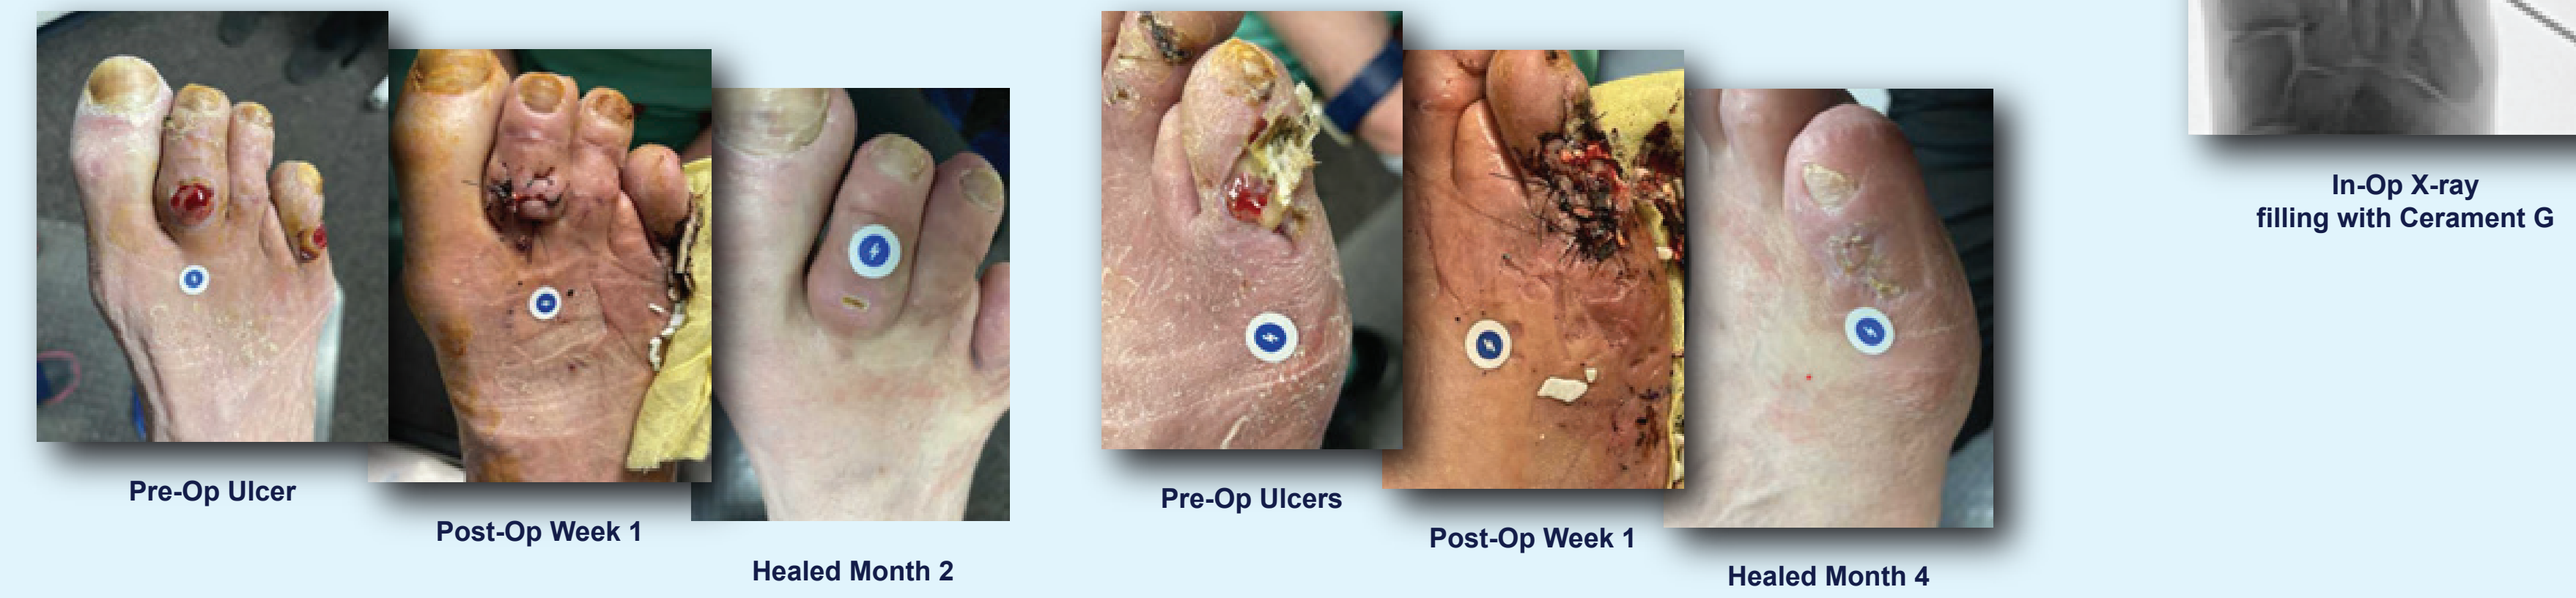 Pre-Op Ulcer
Post-Op Week 1
Healed Month 2
Pre-Op Ulcers
Post-Op Week 1
Healed Month 4
In-Op X-ray
filling with Cerament G